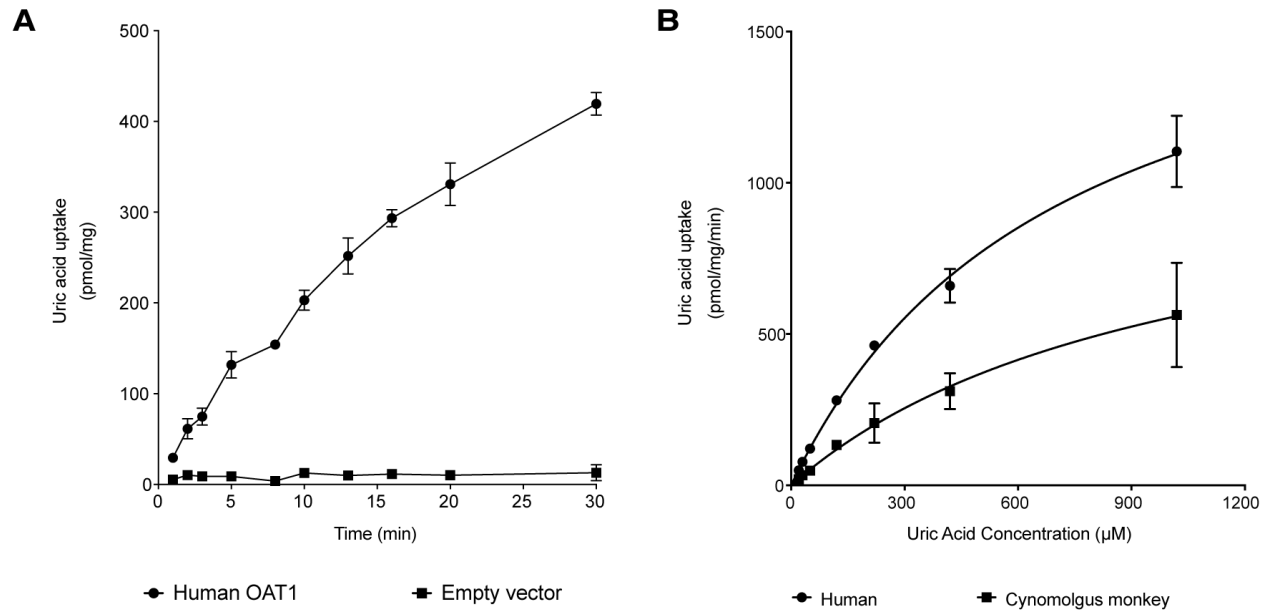 A
500
400
300
200
100
0
Uric acid uptake
(pmol/mg)
0
5
10
15
20
25
30
Time (min)
Human OAT1
Empty vector
B
1500
1000
500
0
Uric acid uptake
(pmol/mg/min)
0
300
600
900
1200
Uric Acid Concentration (µM)
Human
Cynomolgus monkey